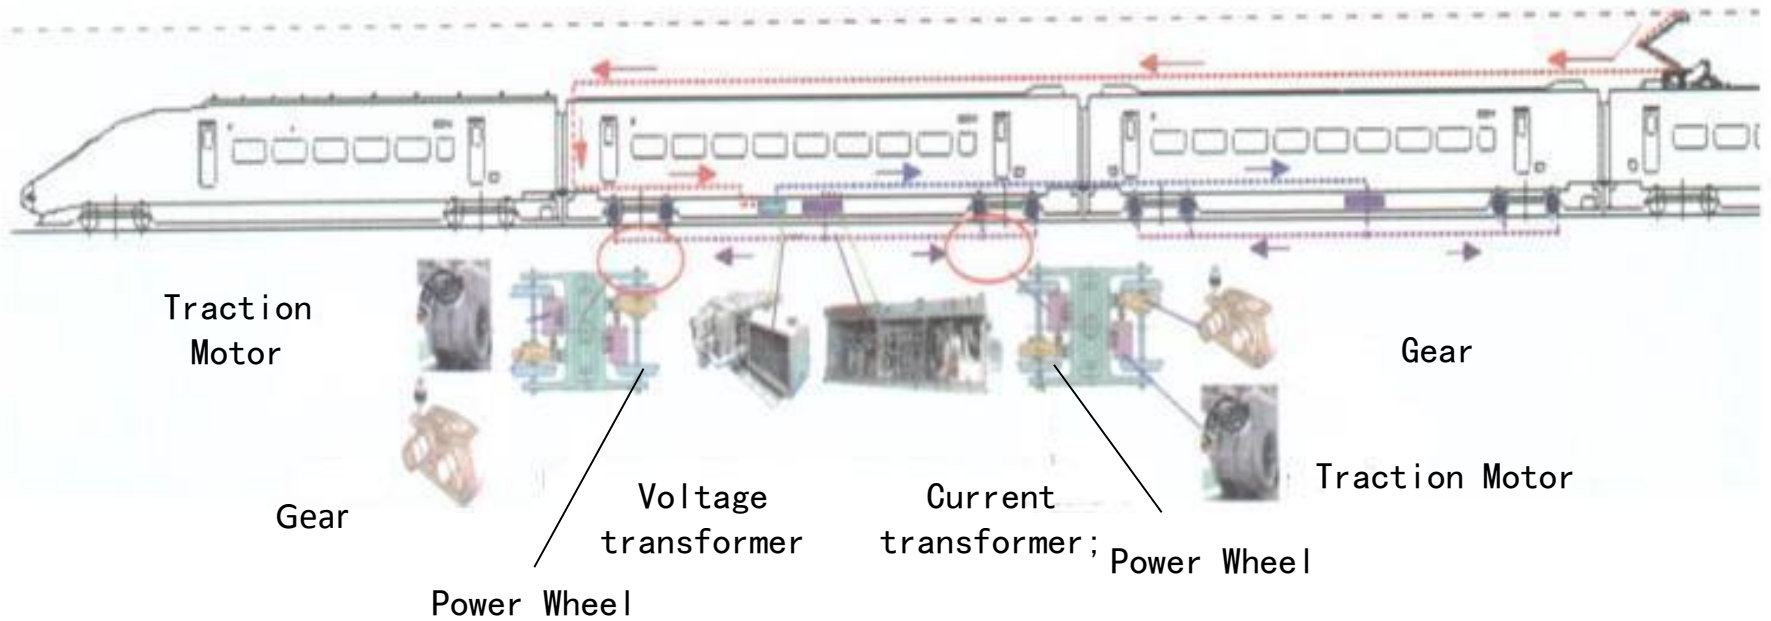 Traction
Motor
Gear
Gear
Voltage
transformer
Current
transformer;
Traction Motor
Power Wheel
Power Wheel